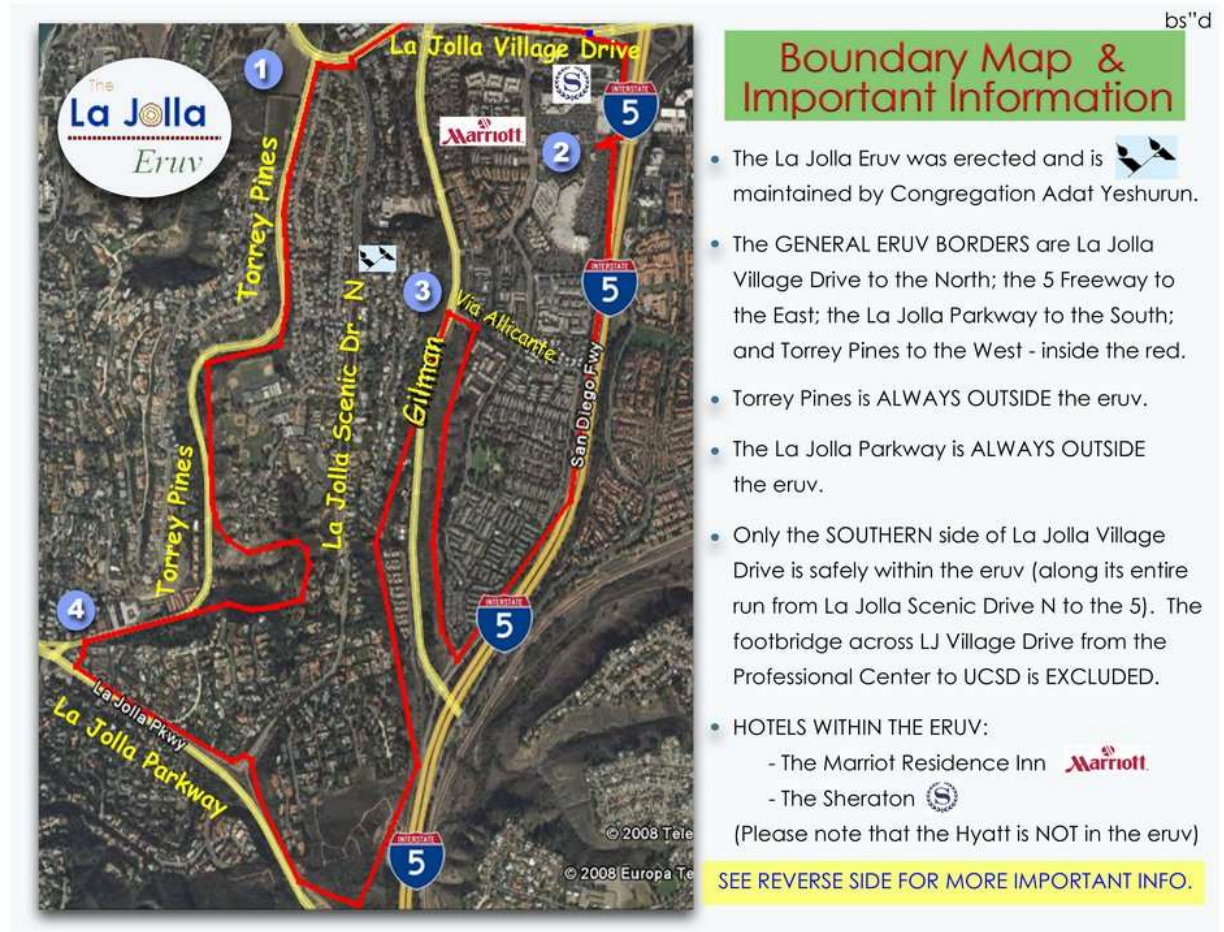 bs”d
The
La Jolla
Eruv
1
La Jolla Village Drive
S
INTERSTATE
5
Marriott
2
Torrey Pines
INTERSTATE
5
3
Via Allicante
La Jolla Scenic Dr. N
Gilman
San Diego Fwy
Torrey Pines
4
INTERSTATE
5
La Jolla Pkwy
La Jolla Parkway
INTERSTATE
5
© 2008 Tele
© 2008 Europa Te
Boundary Map &
Important Information
• The La Jolla Eruv was erected and is
maintained by Congregation Adat Yeshurun.
• The GENERAL ERUV BORDERS are La Jolla
Village Drive to the North; the 5 Freeway to
the East; the La Jolla Parkway to the South;
and Torrey Pines to the West - inside the red.
• Torrey Pines is ALWAYS OUTSIDE the eruv.
• The La Jolla Parkway is ALWAYS OUTSIDE
the eruv.
• Only the SOUTHERN side of La Jolla Village
Drive is safely within the eruv (along its entire
run from La Jolla Scenic Drive N to the 5). The
footbridge across LJ Village Drive from the
Professional Center to UCSD is EXCLUDED.
• HOTELS WITHIN THE ERUV:
- The Marriot Residence Inn Marriott
- The Sheraton S
(Please note that the Hyatt is NOT in the eruv)
SEE REVERSE SIDE FOR MORE IMPORTANT INFO.